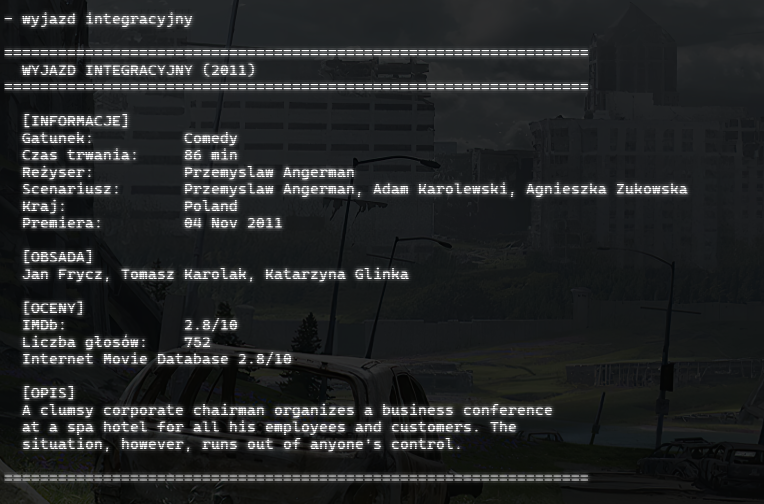 - wyjazd integracyjny
=================================================================
WYJAZD INTEGRACYJNY (2011)
=================================================================
[INFORMACJE]
Gatunek: Comedy
Czas trwania: 86 min
Reżyser: Przemyslaw Angerman
Scenariusz: Przemyslaw Angerman, Adam Karolewski, Agnieszka Zukowska
Kraj: Poland
Premiera: 04 Nov 2011
[OBSADA]
Jan Frycz, Tomasz Karolak, Katarzyna Glinka
[OCENY]
IMDb: 2.8/10
Liczba głosów: 752
Internet Movie Database 2.8/10
[OPIS]
A clumsy corporate chairman organizes a business conference
at a spa hotel for all his employees and customers. The
situation, however, runs out of anyone's control.
=================================================================